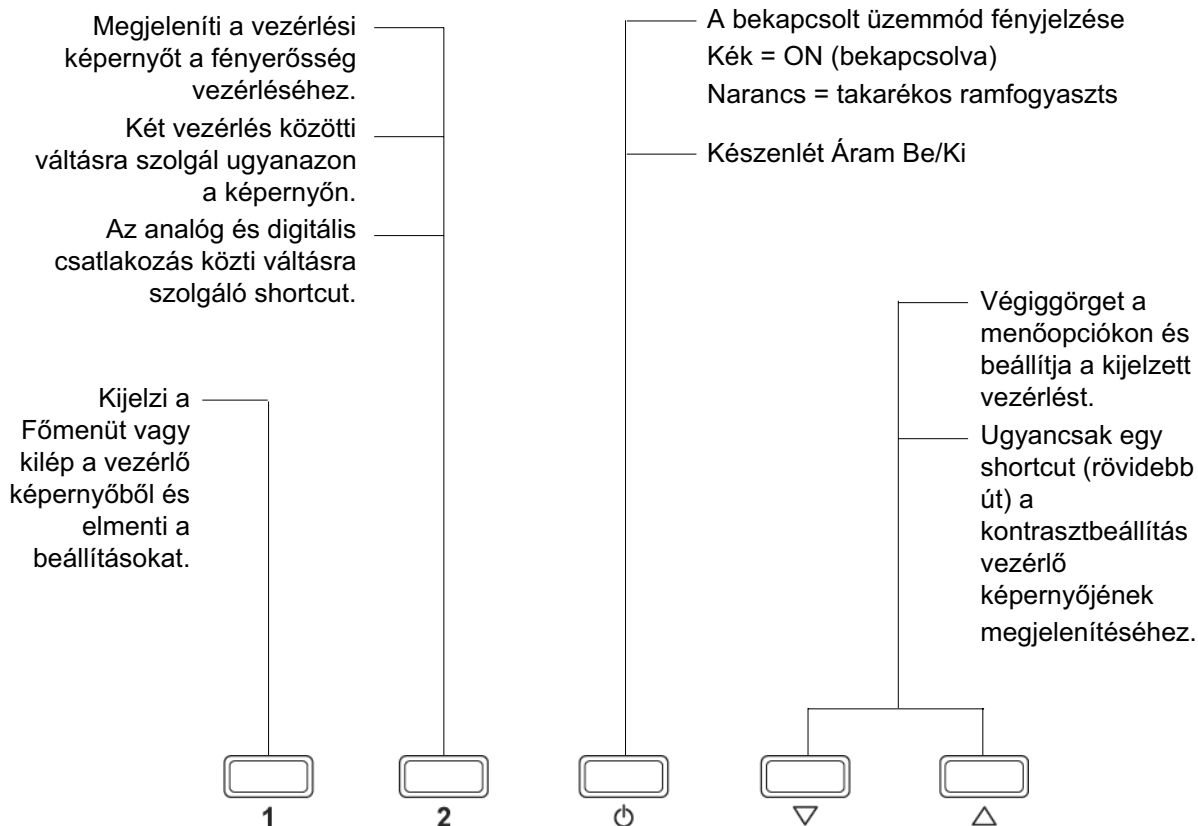 Megjeleníti a vezérlési
képernyőt a fényerősség
vezérléséhez.
Két vezérlés közötti
váltásra szolgál ugyanazon
a képernyőn.
Az analóg és digitális
csatlakozás közti váltásra
szolgáló shortcut.
Kijelzi a
Főmenüt vagy
kilép a vezérlő
képernyőből és
elmenti a
beállításokat.
A bekapcsolt üzemmód fényjelzése
Kék = ON (bekapcsolva)
Narancs = takarékos ramfogyaszts
Készenlét Áram Be/Ki
Végiggörget a
menőopciókon és
beállítja a kijelzett
vezérlést.
Ugyancsak egy
shortcut (rövidebb
út) a
kontrasztbeállítás
vezérlő
képernyőjének
megjelenítéséhez.
1 2